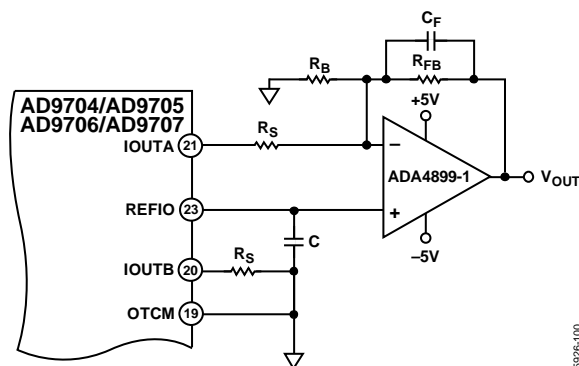 C_F
R_B
R_FB
AD9704/AD9705
AD9706/AD9707
+5V
IOUTA 21
R_S
−
ADA4899-1
V_OUT
REFIO 23
+
C
−5V
IOUTB 20
R_S
OTCM 19